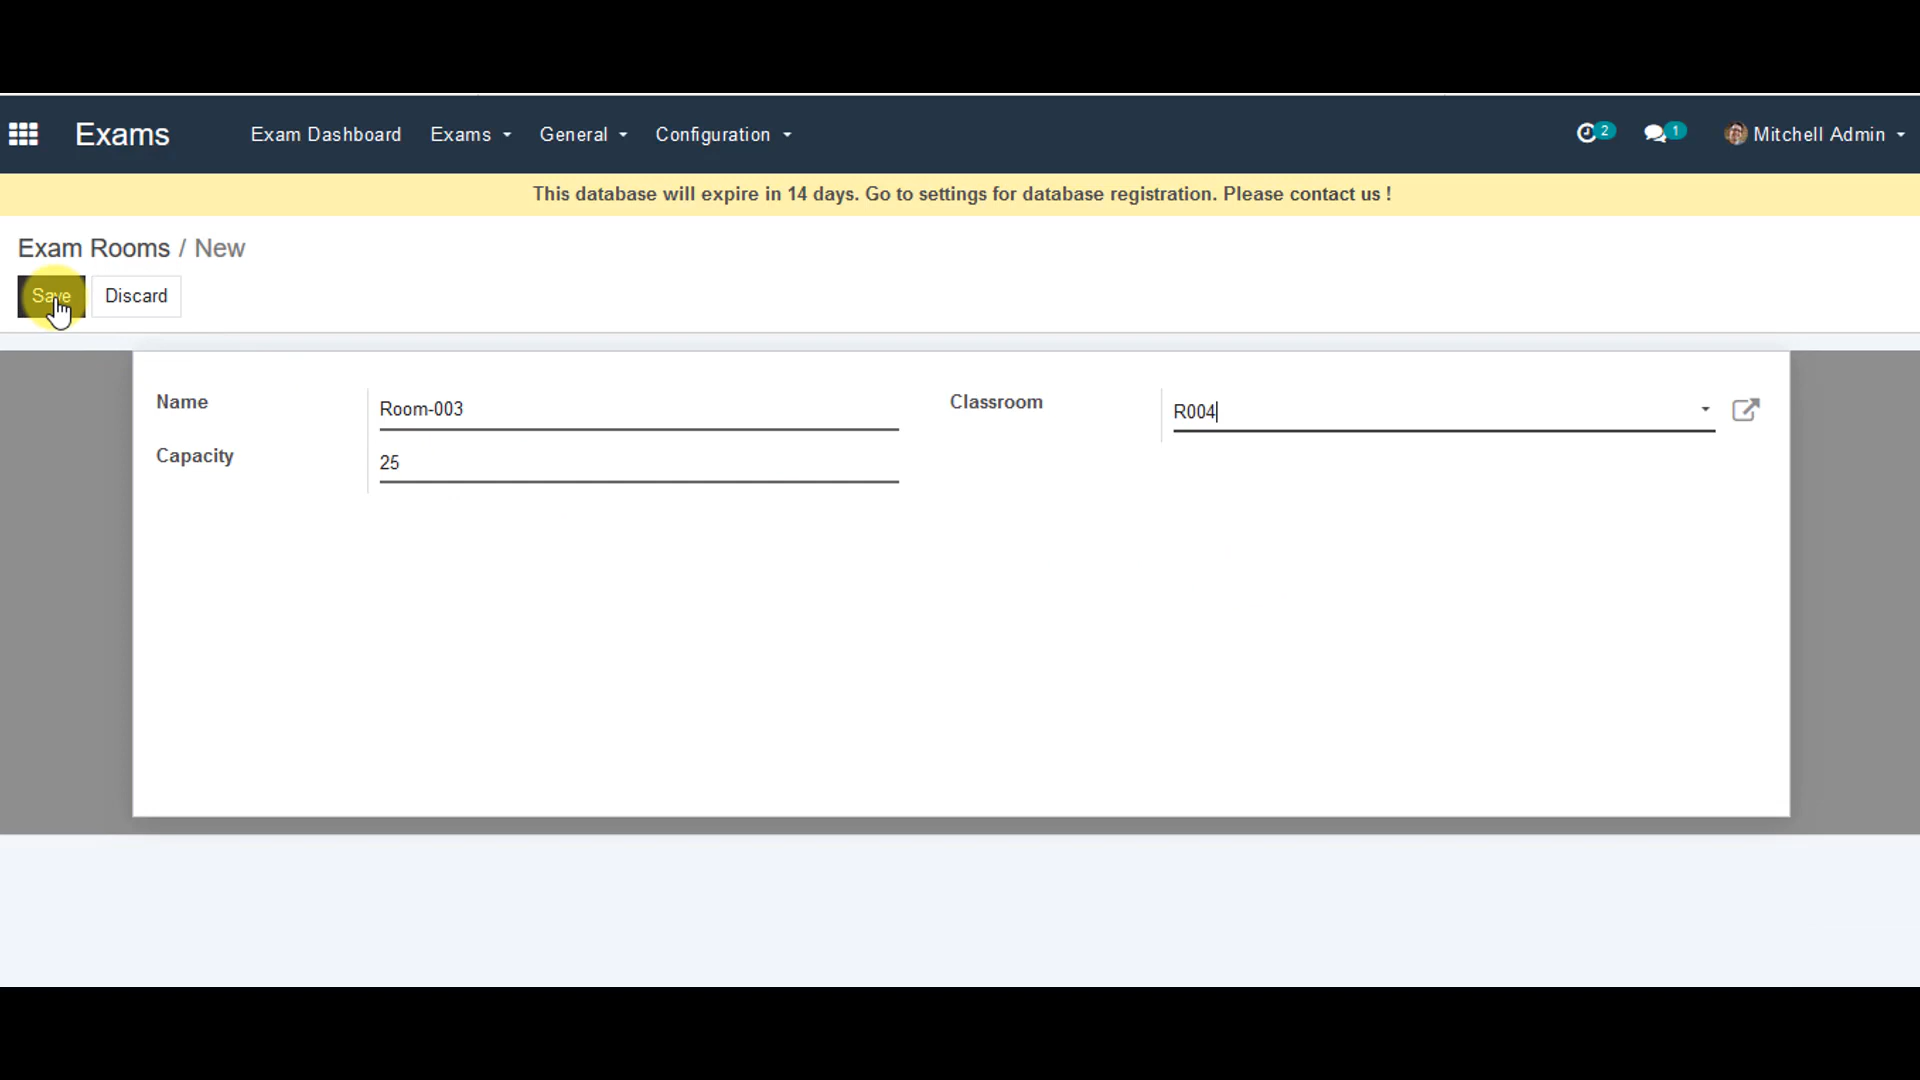 Exams Exam Dashboard Exams General Configuration 2 1 Mitchell Admin
This database will expire in 14 days. Go to settings for database registration. Please contact us !
Exam Rooms / New
Save Discard
Name Room-003 Classroom R004
Capacity 25